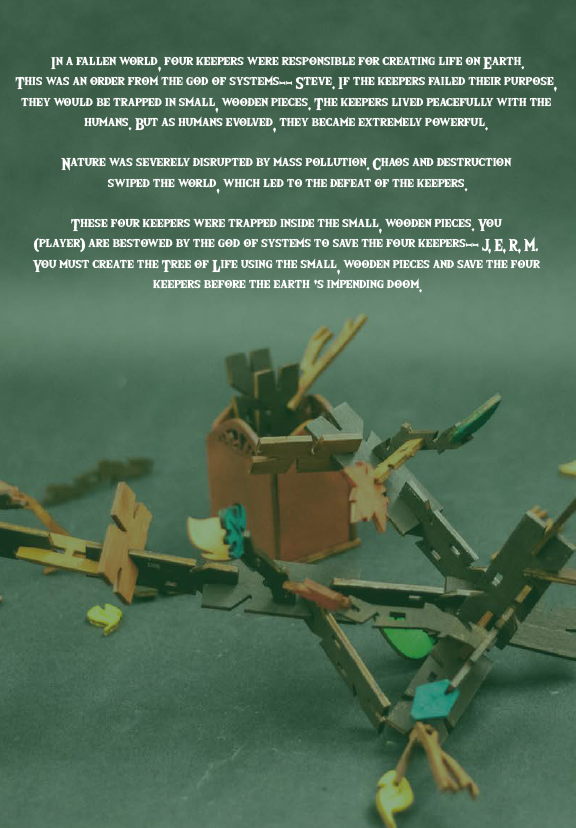 In a fallen world, four keepers were responsible for creating life on Earth.
This was an order from the god of systems-- Steve. If the keepers failed their purpose,
they would be trapped in small, wooden pieces. The keepers lived peacefully with the
humans. But as humans evolved, they became extremely powerful.
Nature was severely disrupted by mass pollution. Chaos and destruction
swiped the world, which led to the defeat of the keepers.
These four keepers were trapped inside the small, wooden pieces. You
(player) are bestowed by the god of systems to save the four keepers-- J, E, R, M.
You must create the Tree of Life using the small, wooden pieces and save the four
keepers before the earth 's impending doom.